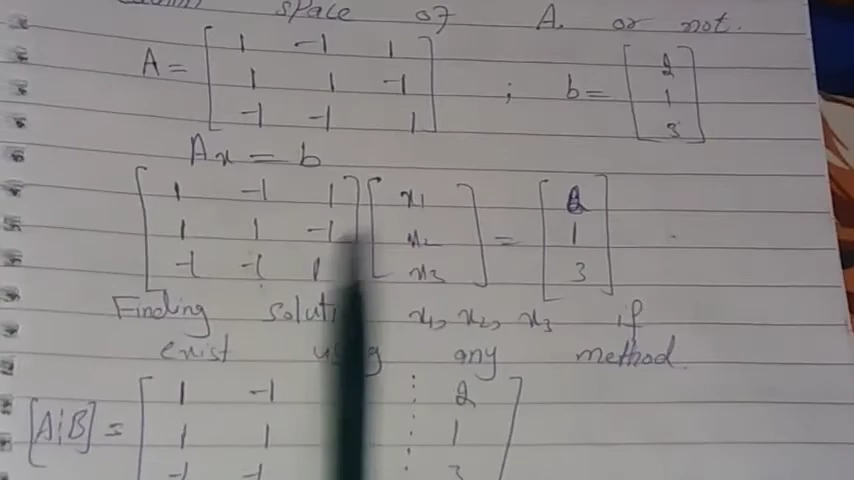 space of A. or not.
A = [ 1 -1 1 ; b = [ 2
1 1 -1 1
-1 -1 1 ] 3 ]
Ax = b
[ 1 -1 1 ] [ x1 ] [ 2 ]
1 1 -1 x2 = 1
-1 -1 1 x3 3
Finding x1, x2, x3 if
exist any method.
[A|B] = [ 1 -1 ⋮ 2 ]
1 1 ⋮ 1
-1 -1 ⋮ 3